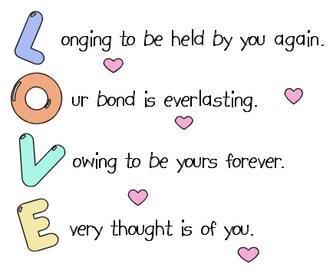 Longing to be held by you again.
Our bond is everlasting.
Vowing to be yours forever.
Every thought is of you.